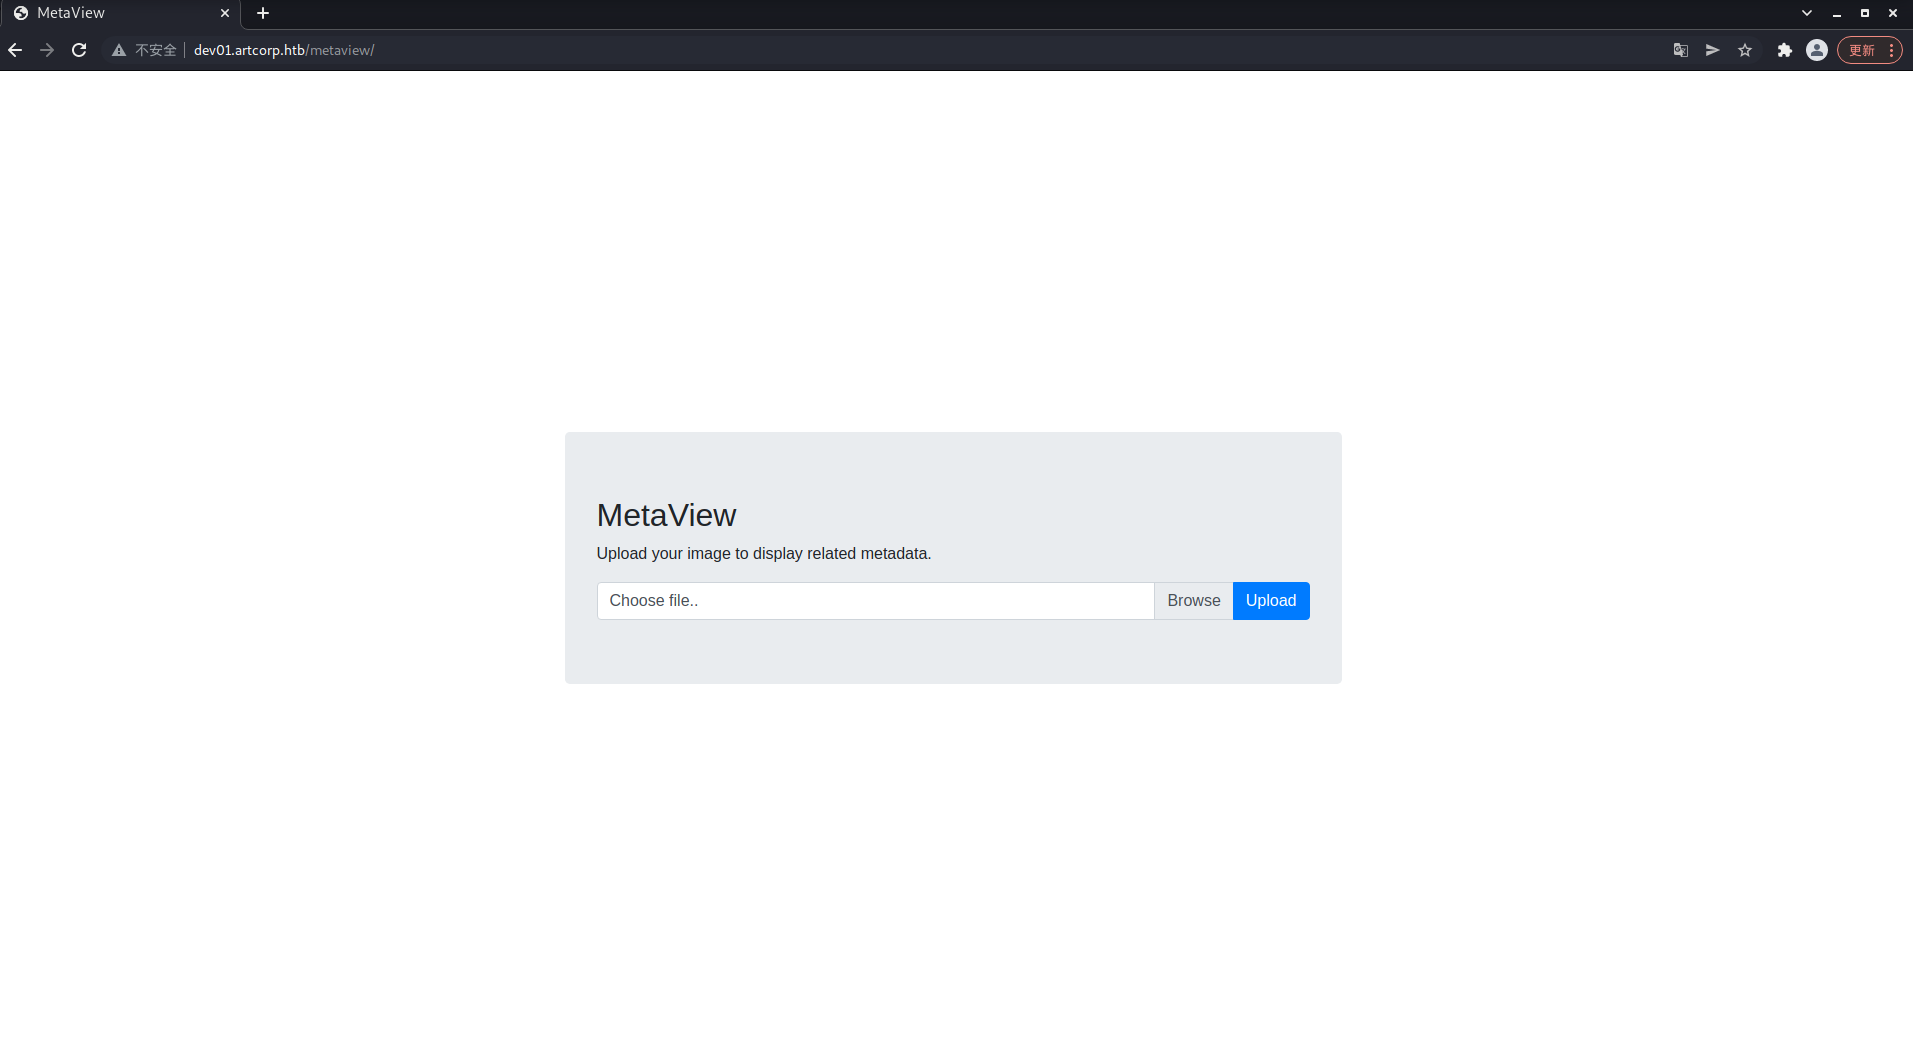 MetaView
不安全 dev01.artcorp.htb/metaview/ 更新
MetaView
Upload your image to display related metadata.
Choose file.. Browse Upload